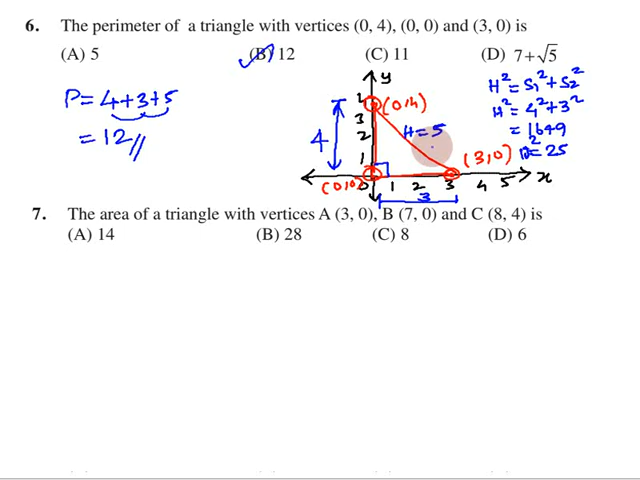 6. The perimeter of a triangle with vertices (0, 4), (0, 0) and (3, 0) is
(A) 5 (B) 12 (C) 11 (D) 7+√5
P= 4+3+5
= 12//
y
(0,4)
3
2
1
4
H=5
(0,0)
0 1 2 3 4 5 x
(3,0)
3
H² = S₁² + S₂²
H² = 4² + 3²
= 16+9
H² = 25
7. The area of a triangle with vertices A (3, 0), B (7, 0) and C (8, 4) is
(A) 14 (B) 28 (C) 8 (D) 6